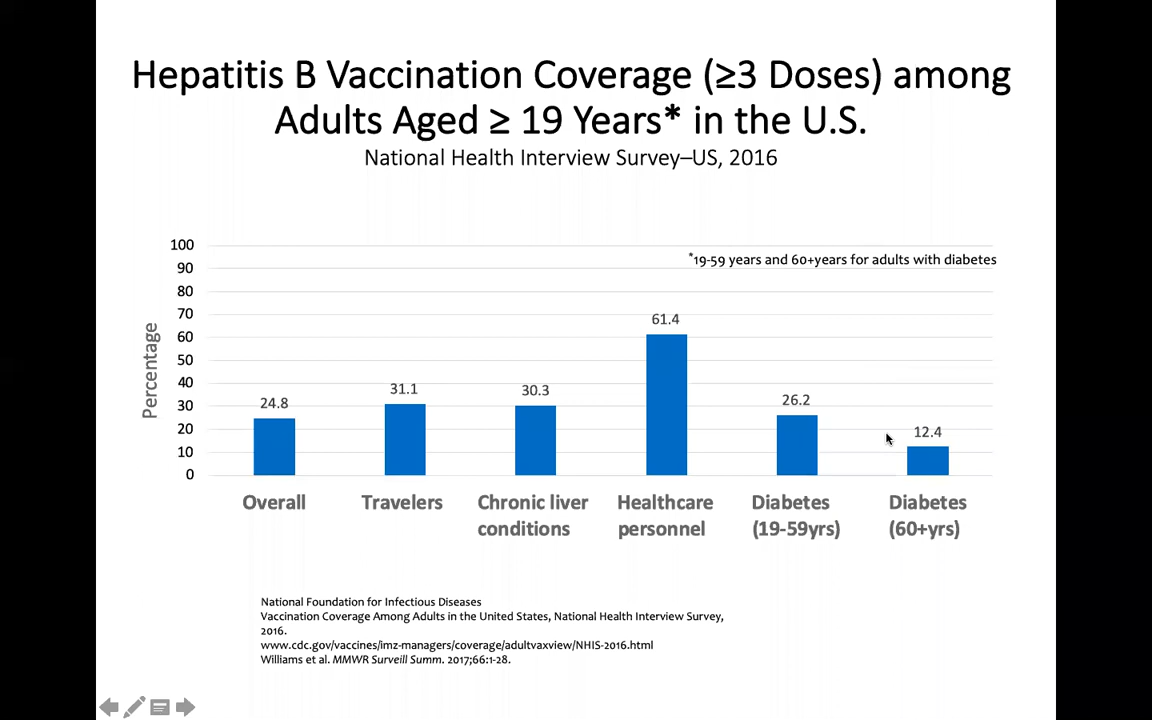 Hepatitis B Vaccination Coverage (≥3 Doses) among
Adults Aged ≥ 19 Years* in the U.S.
National Health Interview Survey–US, 2016
*19-59 years and 60+years for adults with diabetes
Percentage
100
90
80
70
60
50
40
30
20
10
0
24.8
31.1
30.3
61.4
26.2
12.4
Overall
Travelers
Chronic liver
conditions
Healthcare
personnel
Diabetes
(19-59yrs)
Diabetes
(60+yrs)
National Foundation for Infectious Diseases
Vaccination Coverage Among Adults in the United States, National Health Interview Survey,
2016.
www.cdc.gov/vaccines/imz-managers/coverage/adultvaxview/NHIS-2016.html
Williams et al. MMWR Surveill Summ. 2017;66:1-28.